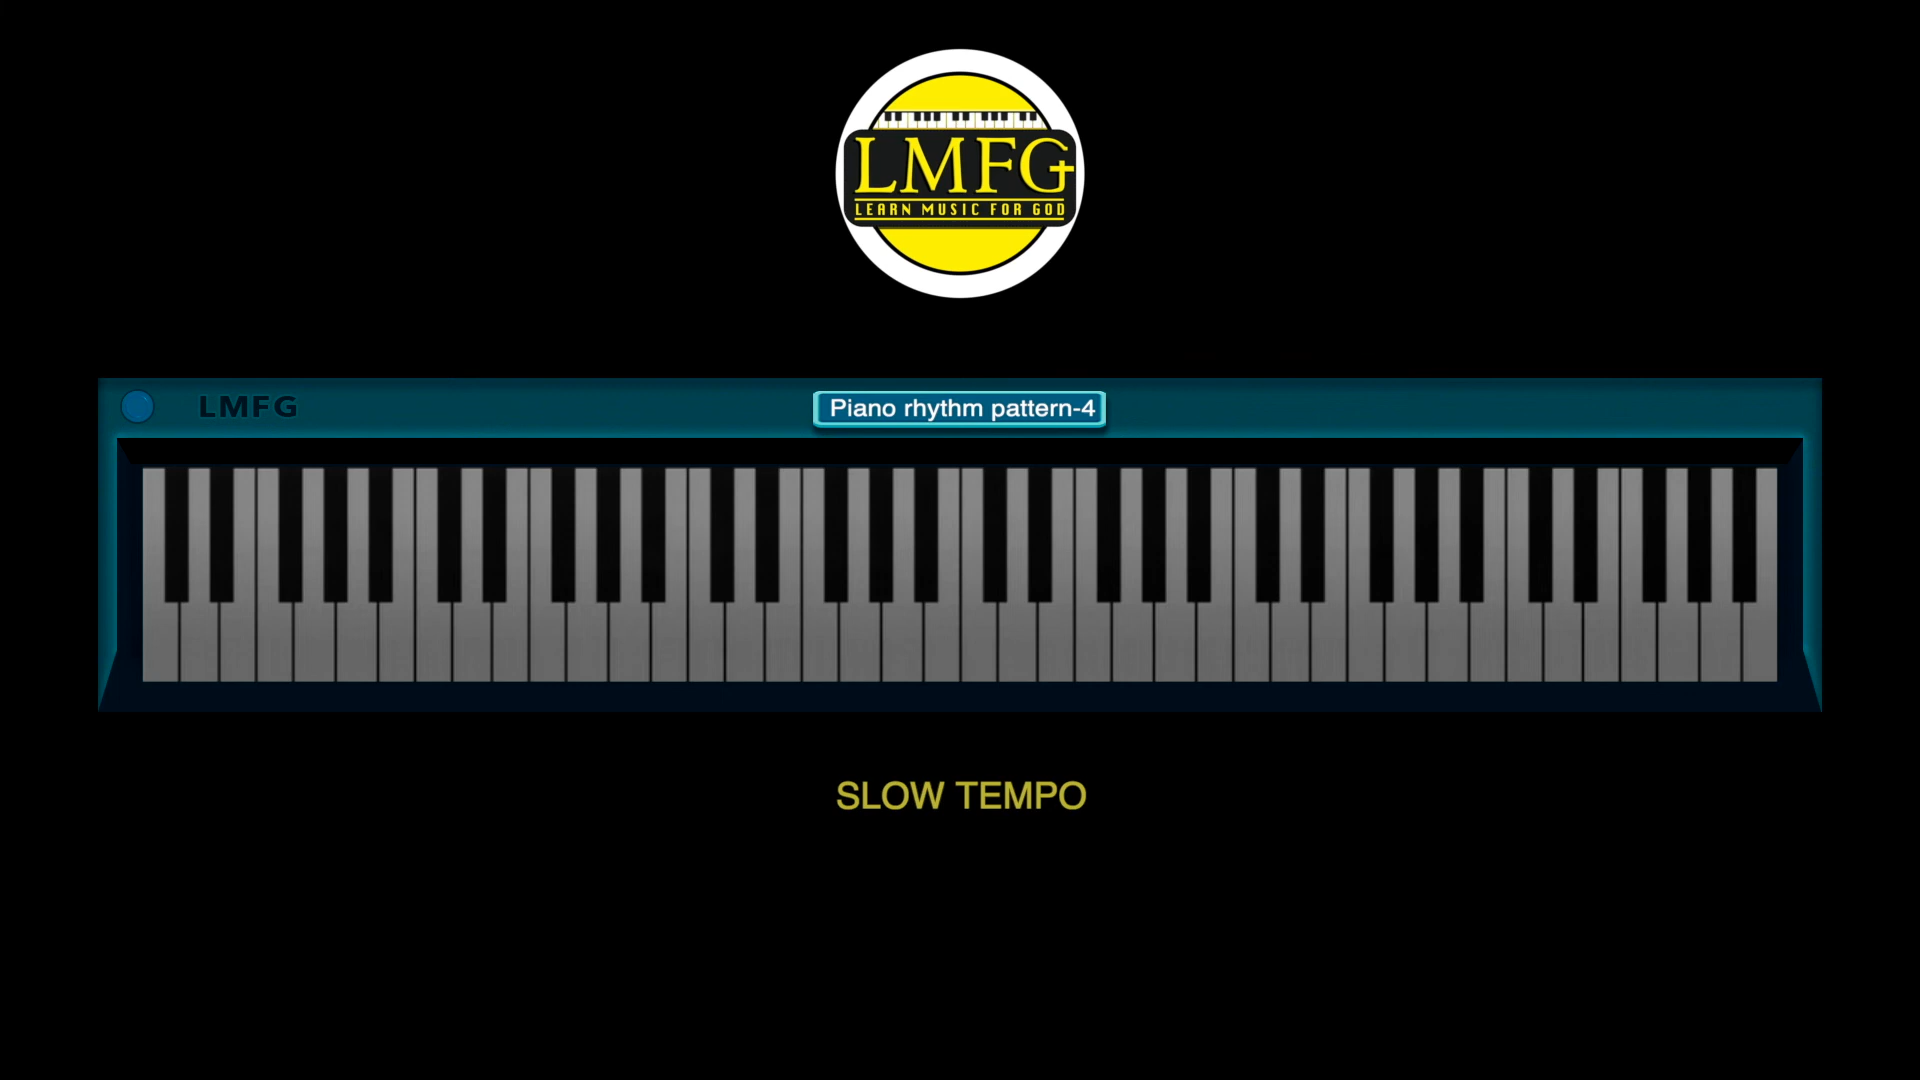 LMFG
LEARN MUSIC FOR GOD
LMFG
Piano rhythm pattern-4
SLOW TEMPO